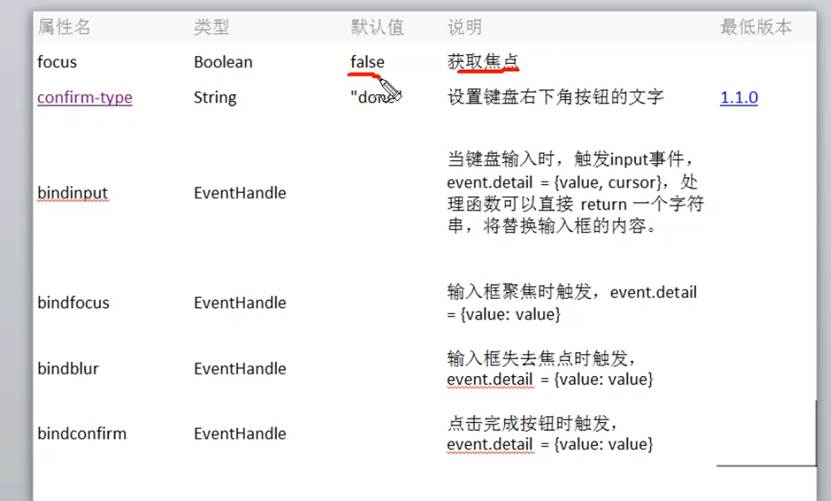 属性名 类型 默认值 说明 最低版本
focus Boolean false 获取焦点
confirm-type String "done" 设置键盘右下角按钮的文字 1.1.0
bindinput EventHandle 当键盘输入时，触发input事件，
event.detail = {value, cursor}，处
理函数可以直接 return 一个字符
串，将替换输入框的内容。
bindfocus EventHandle 输入框聚焦时触发，event.detail
= {value: value}
bindblur EventHandle 输入框失去焦点时触发，
event.detail = {value: value}
bindconfirm EventHandle 点击完成按钮时触发，
event.detail = {value: value}